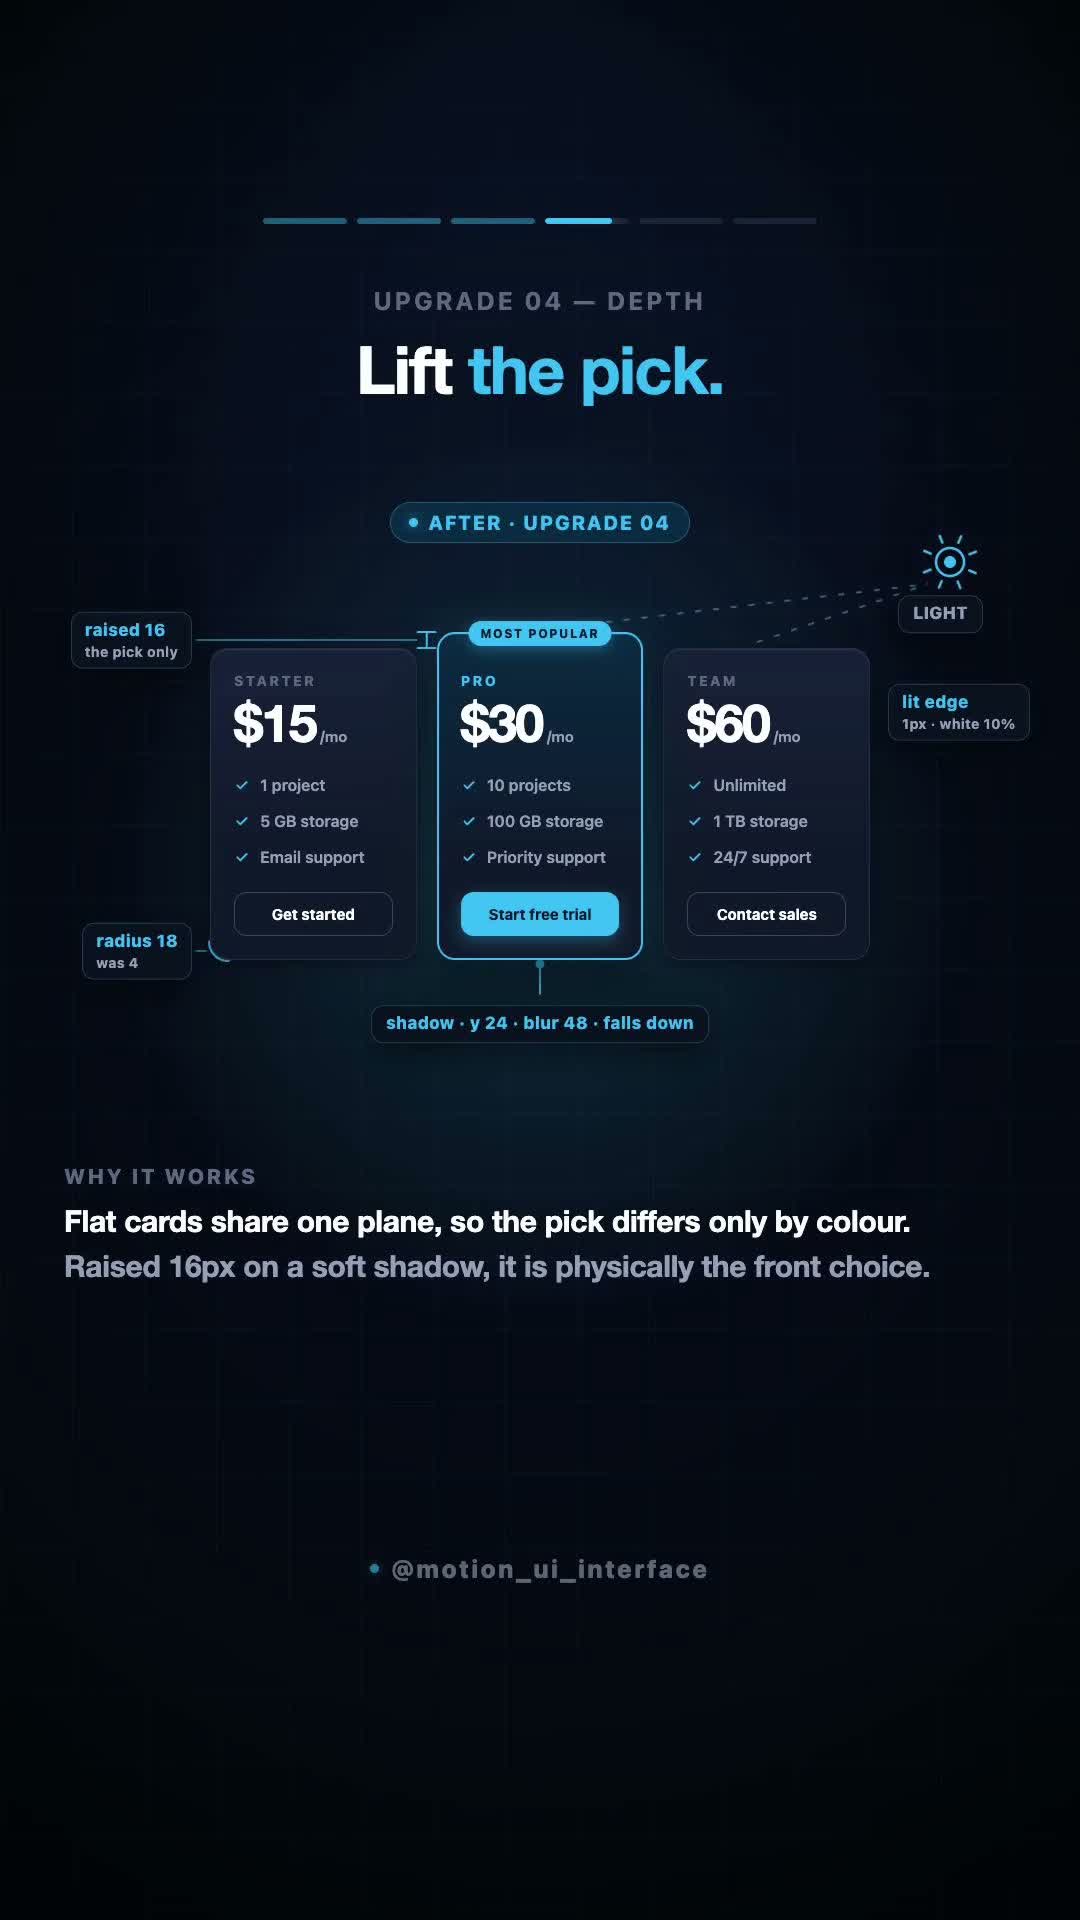 UPGRADE 04 — DEPTH
Lift the pick.
AFTER · UPGRADE 04
LIGHT
raised 16
the pick only
MOST POPULAR
lit edge
1px · white 10%
STARTER
$15/mo
1 project
5 GB storage
Email support
Get started
PRO
$30/mo
10 projects
100 GB storage
Priority support
Start free trial
TEAM
$60/mo
Unlimited
1 TB storage
24/7 support
Contact sales
radius 18
was 4
shadow · y 24 · blur 48 · falls down
WHY IT WORKS
Flat cards share one plane, so the pick differs only by colour.
Raised 16px on a soft shadow, it is physically the front choice.
@motion_ui_interface